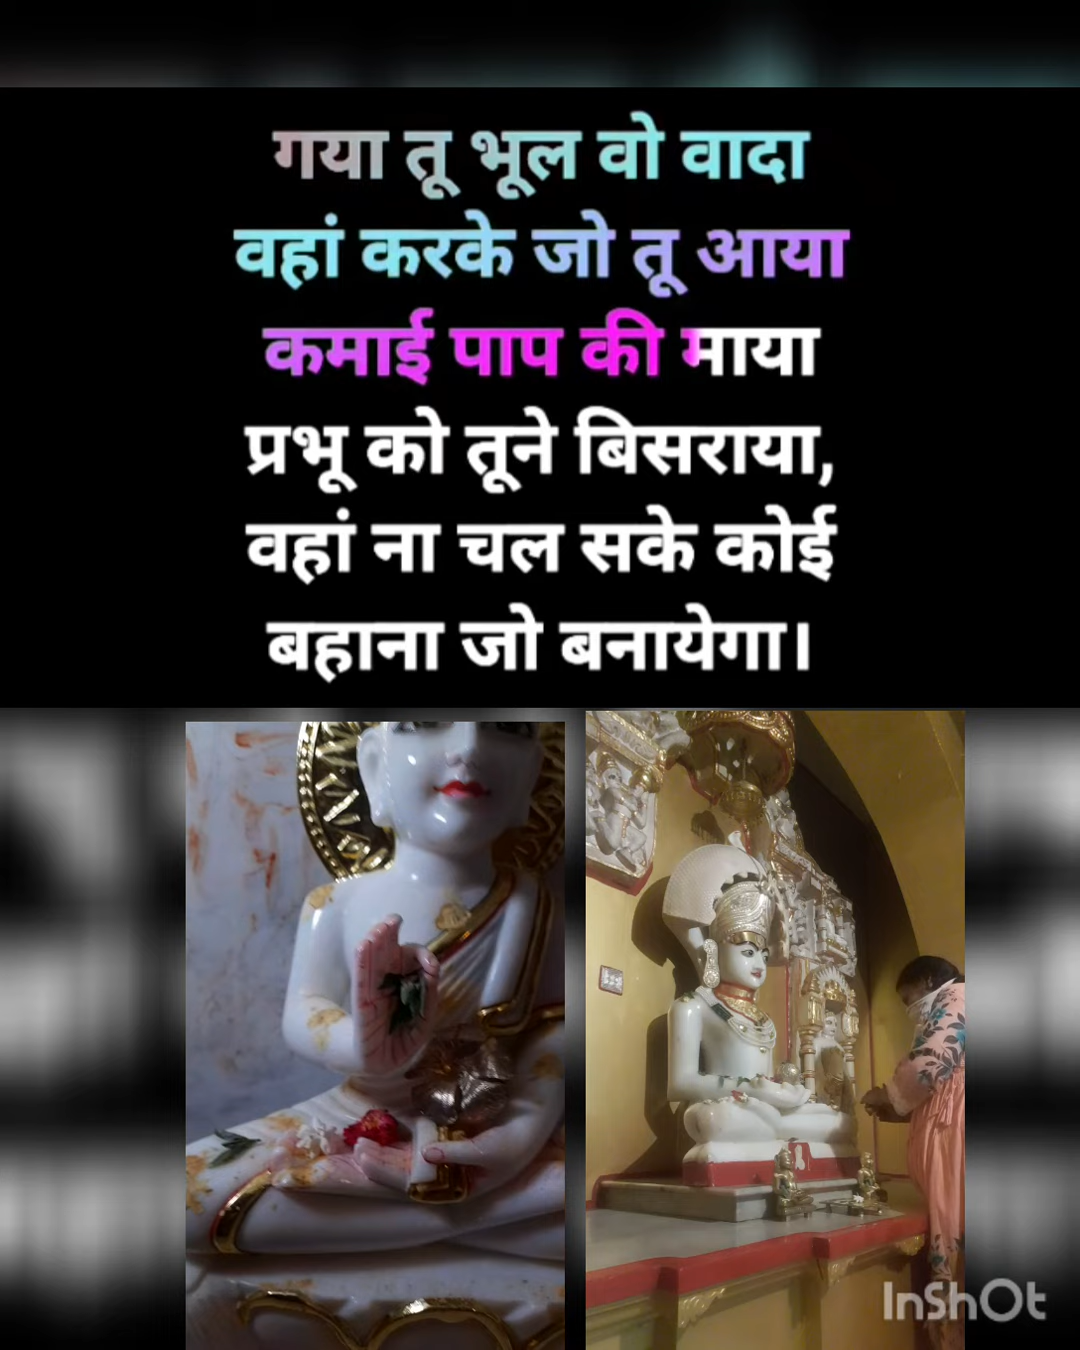 गया तू भूल वो वादा
वहां करके जो तू आया
कमाई पाप की माया
प्रभू को तूने बिसराया,
वहां ना चल सके कोई
बहाना जो बनायेगा।
InShOt